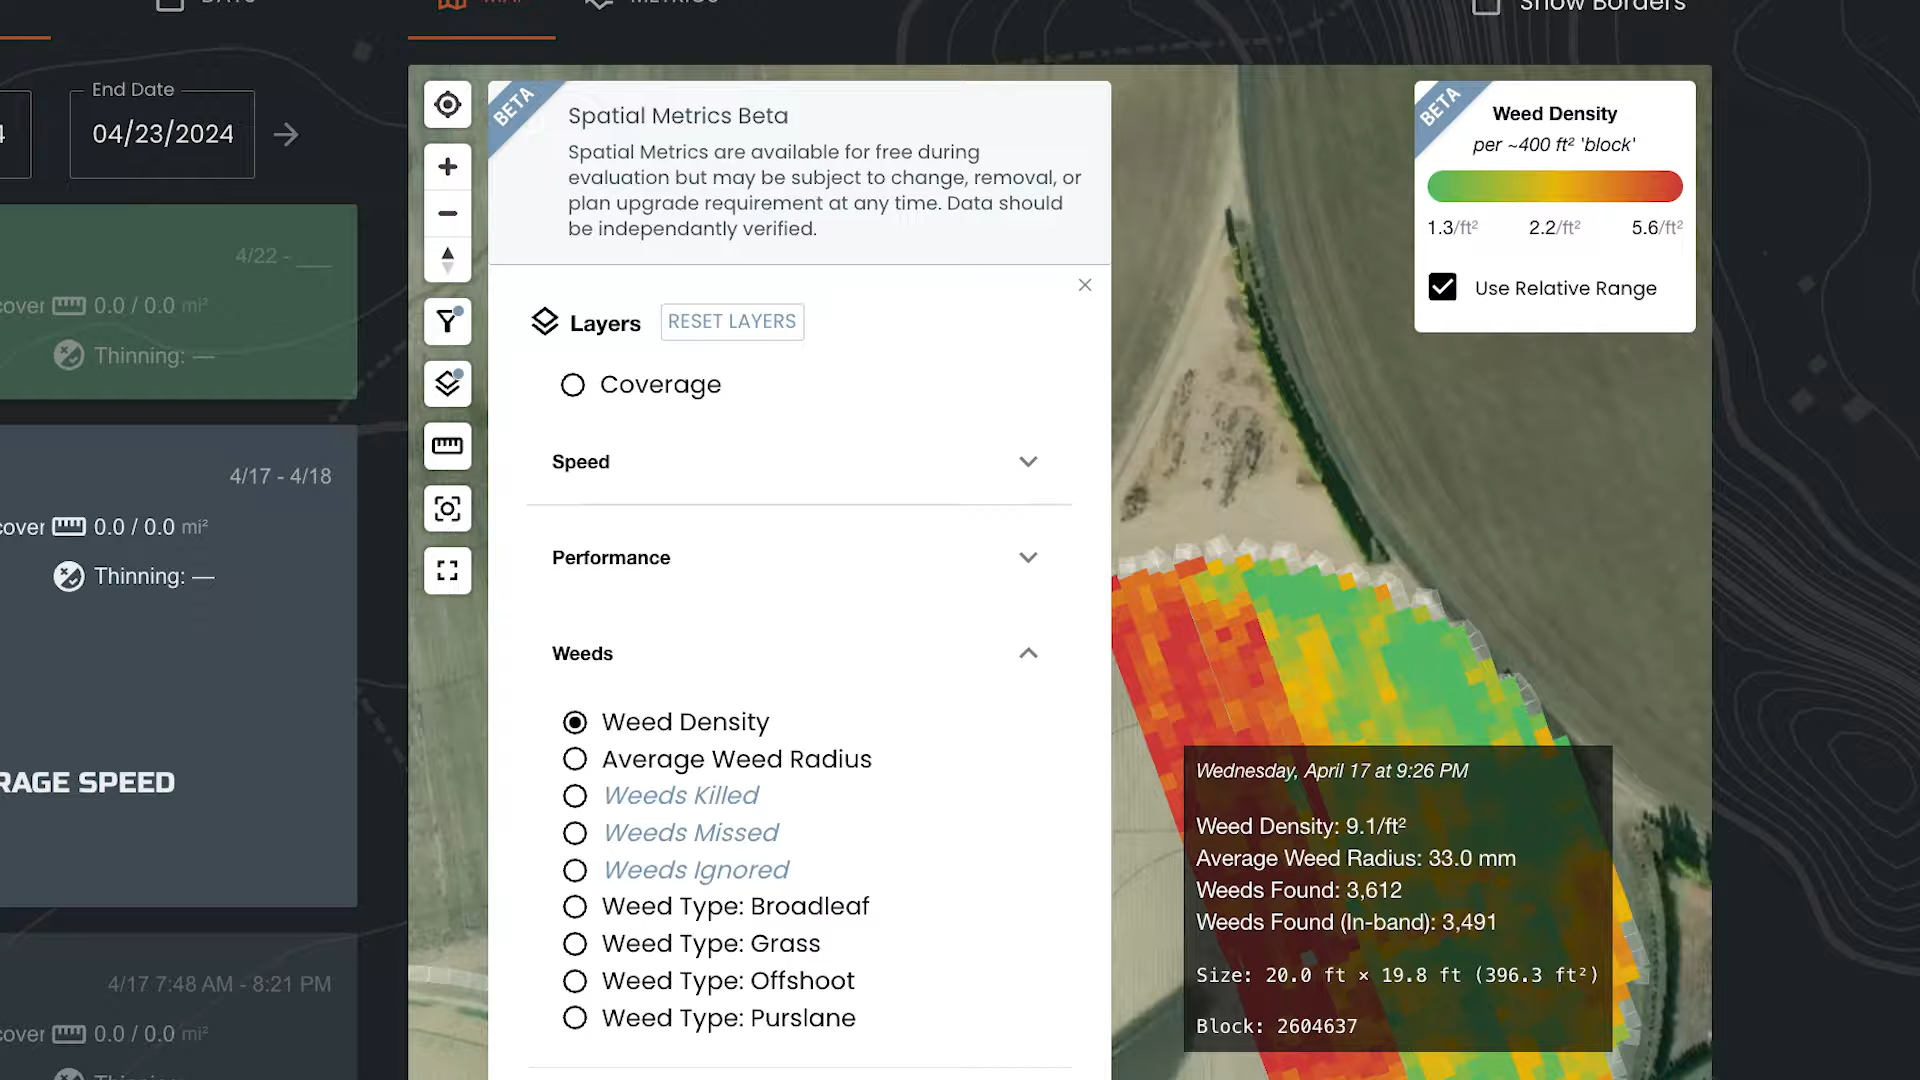 DAYS
MAP
METRICS
Show Borders
End Date
04/23/2024
4/22 - ___
cover 0.0 / 0.0 mi²
Thinning: —
4/17 - 4/18
cover 0.0 / 0.0 mi²
Thinning: —
RAGE SPEED
4/17 7:48 AM - 8:21 PM
cover 0.0 / 0.0 mi²
Thinning:
BETA
Spatial Metrics Beta
Spatial Metrics are available for free during
evaluation but may be subject to change, removal, or
plan upgrade requirement at any time. Data should
be independantly verified.
Layers
RESET LAYERS
Coverage
Speed
Performance
Weeds
Weed Density
Average Weed Radius
Weeds Killed
Weeds Missed
Weeds Ignored
Weed Type: Broadleaf
Weed Type: Grass
Weed Type: Offshoot
Weed Type: Purslane
BETA
Weed Density
per ~400 ft² 'block'
1.3/ft² 2.2/ft² 5.6/ft²
Use Relative Range
Wednesday, April 17 at 9:26 PM
Weed Density: 9.1/ft²
Average Weed Radius: 33.0 mm
Weeds Found: 3,612
Weeds Found (In-band): 3,491
Size: 20.0 ft × 19.8 ft (396.3 ft²)
Block: 2604637